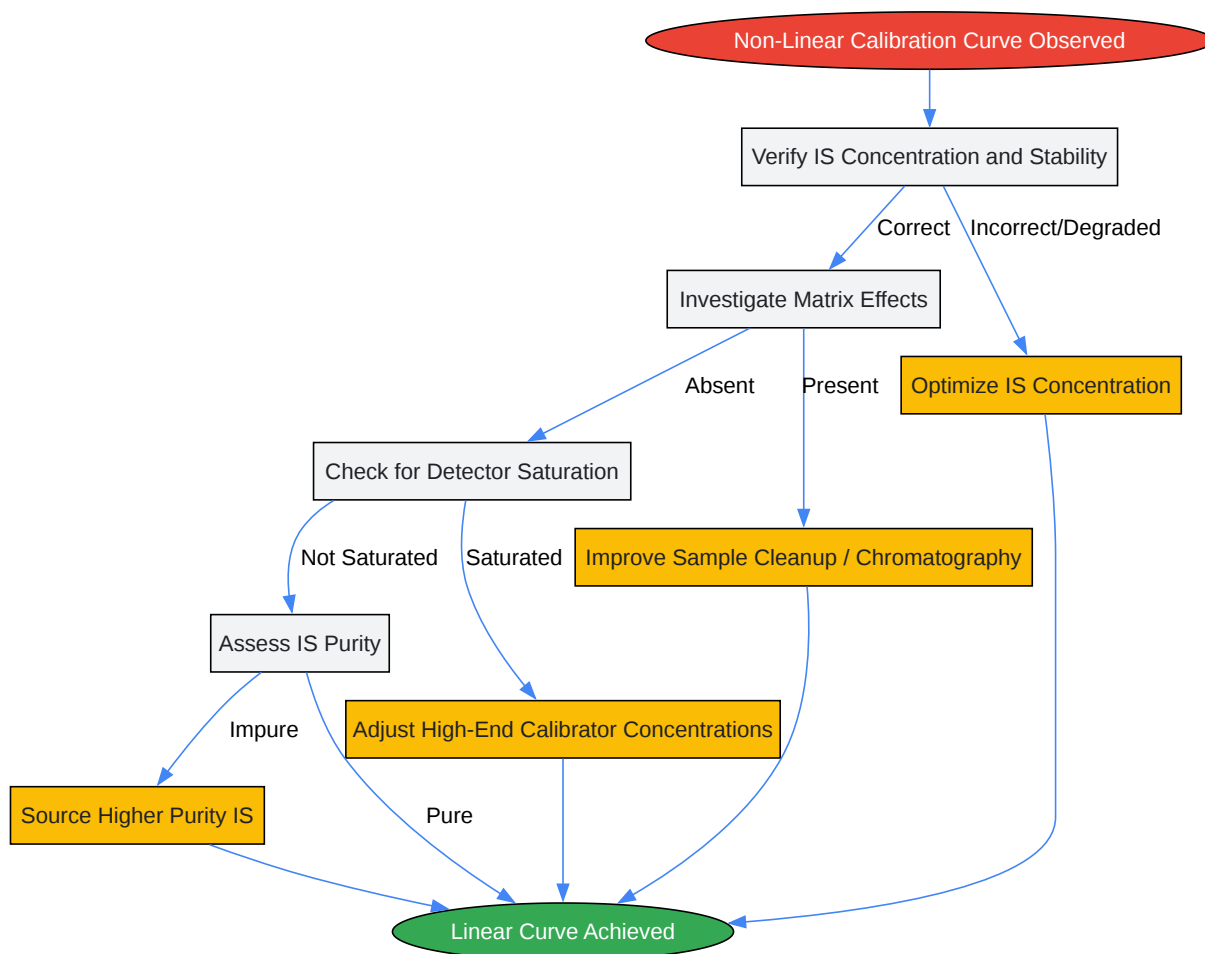 Non-Linear Calibration Curve Observed
Verify IS Concentration and Stability
Correct
Incorrect/Degraded
Investigate Matrix Effects
Absent
Present
Optimize IS Concentration
Check for Detector Saturation
Not Saturated
Saturated
Improve Sample Cleanup / Chromatography
Assess IS Purity
Impure
Adjust High-End Calibrator Concentrations
Source Higher Purity IS
Pure
Linear Curve Achieved